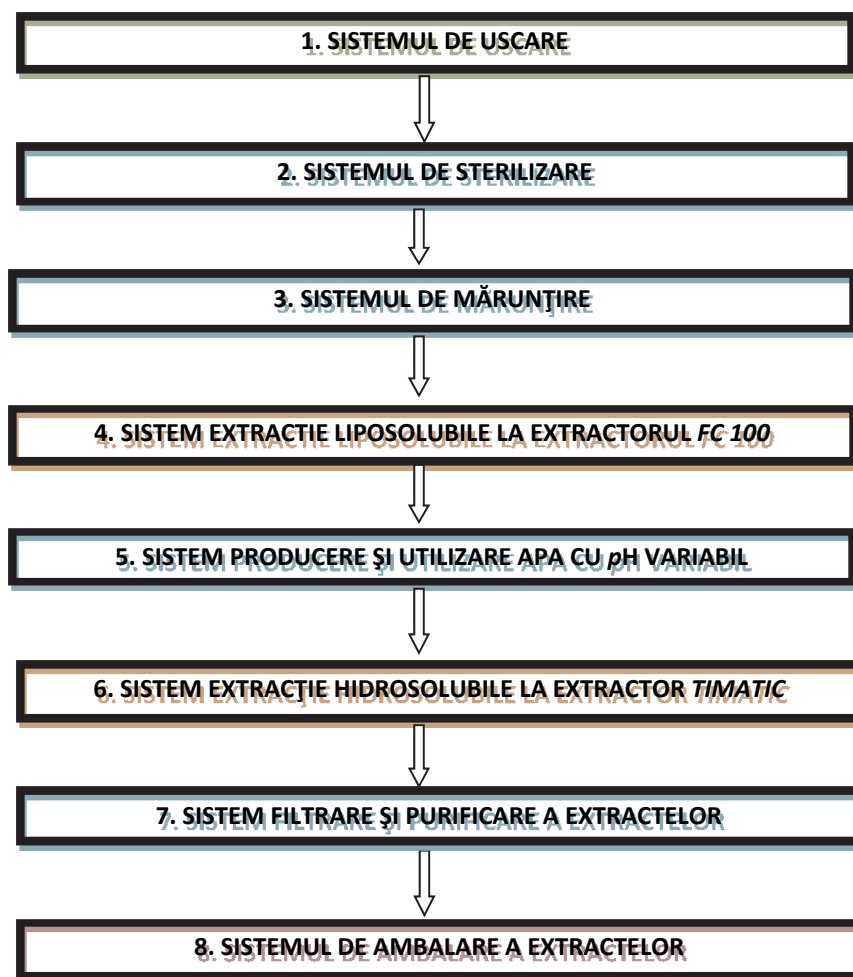 1. SISTEMUL DE USCARE
2. SISTEMUL DE STERILIZARE
3. SISTEMUL DE MĂRUNŢIRE
4. SISTEM EXTRACTIE LIPOSOLUBILE LA EXTRACTORUL FC 100
5. SISTEM PRODUCERE ŞI UTILIZARE APA CU pH VARIABIL
6. SISTEM EXTRACŢIE HIDROSOLUBILE LA EXTRACTOR TIMATIC
7. SISTEM FILTRARE ŞI PURIFICARE A EXTRACTELOR
8. SISTEMUL DE AMBALARE A EXTRACTELOR